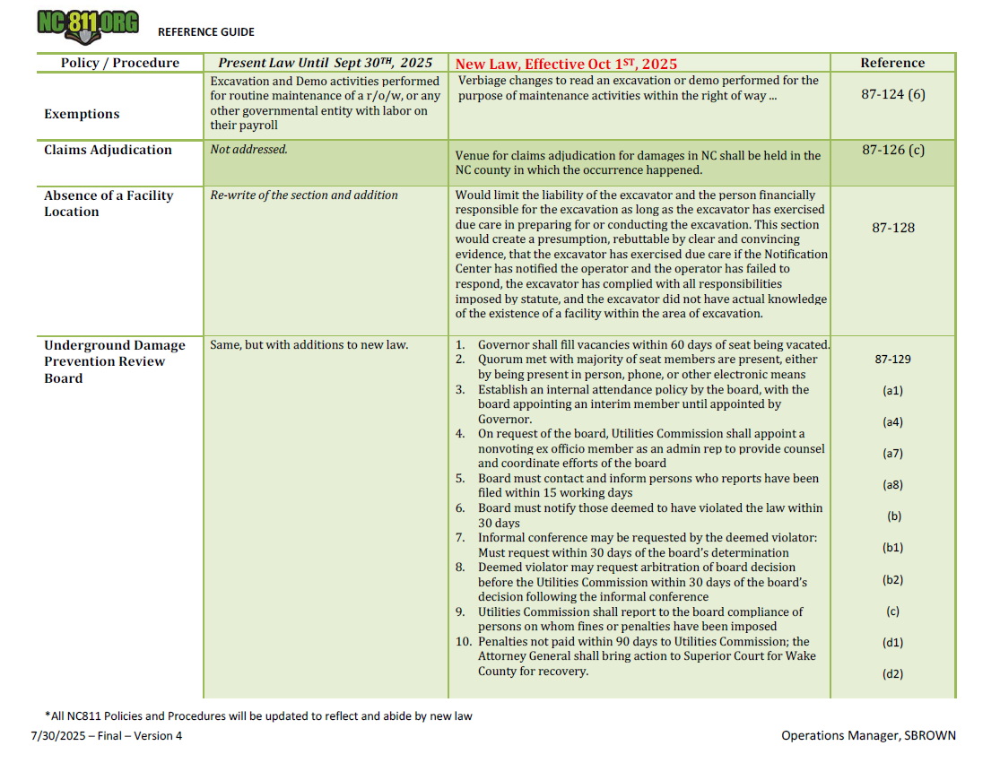 NC 811.ORG
REFERENCE GUIDE
Policy / Procedure
Present Law Until Sept 30TH, 2025
New Law, Effective Oct 1ST, 2025
Reference
Exemptions
Excavation and Demo activities performed
for routine maintenance of a r/o/w, or any
other governmental entity with labor on
their payroll
Verbiage changes to read an excavation or demo performed for the
purpose of maintenance activities within the right of way ...
87-124 (6)
Claims Adjudication
Not addressed.
Venue for claims adjudication for damages in NC shall be held in the
NC county in which the occurrence happened.
87-126 (c)
Absence of a Facility
Location
Re-write of the section and addition
Would limit the liability of the excavator and the person financially
responsible for the excavation as long as the excavator has exercised
due care in preparing for or conducting the excavation. This section
would create a presumption, rebuttable by clear and convincing
evidence, that the excavator has exercised due care if the Notification
Center has notified the operator and the operator has failed to
respond, the excavator has complied with all responsibilities
imposed by statute, and the excavator did not have actual knowledge
of the existence of a facility within the area of excavation.
87-128
Underground Damage
Prevention Review
Board
Same, but with additions to new law.
1. Governor shall fill vacancies within 60 days of seat being vacated.
2. Quorum met with majority of seat members are present, either
by being present in person, phone, or other electronic means
3. Establish an internal attendance policy by the board, with the
board appointing an interim member until appointed by
Governor.
4. On request of the board, Utilities Commission shall appoint a
nonvoting ex officio member as an admin rep to provide counsel
and coordinate efforts of the board
5. Board must contact and inform persons who reports have been
filed within 15 working days
6. Board must notify those deemed to have violated the law within
30 days
7. Informal conference may be requested by the deemed violator:
Must request within 30 days of the board's determination
8. Deemed violator may request arbitration of board decision
before the Utilities Commission within 30 days of the board's
decision following the informal conference
9. Utilities Commission shall report to the board compliance of
persons on whom fines or penalties have been imposed
10. Penalties not paid within 90 days to Utilities Commission; the
Attorney General shall bring action to Superior Court for Wake
County for recovery.
87-129
(a1)
(a4)
(a7)
(a8)
(b)
(b1)
(b2)
(c)
(d1)
(d2)
*All NC811 Policies and Procedures will be updated to reflect and abide by new law
7/30/2025 – Final – Version 4
Operations Manager, SBROWN